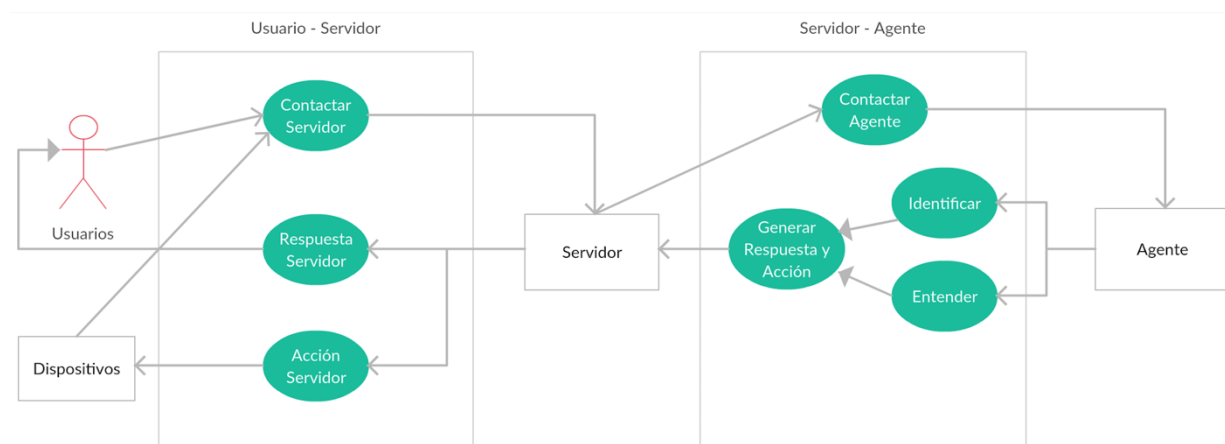 Usuario - Servidor
Servidor - Agente
Contactar
Servidor
Contactar
Agente
Usuarios
Identificar
Respuesta
Servidor
Servidor
Generar
Respuesta y
Acción
Agente
Entender
Dispositivos
Acción
Servidor